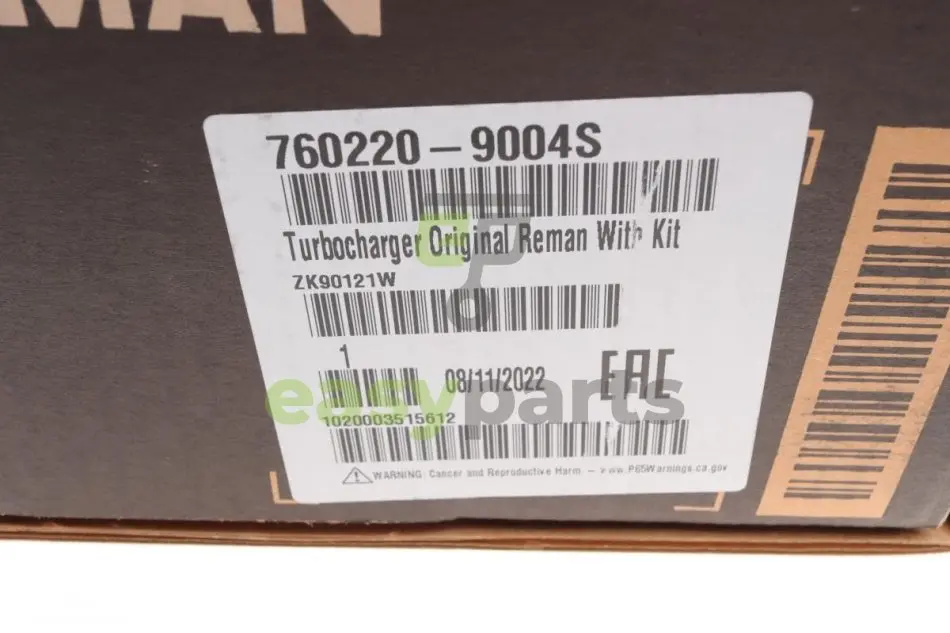 MAN
760220-9004S
Turbocharger Original Reman With Kit
ZK90121W
1
08/11/2022
EAC
easyparts
1020003515612
WARNING: Cancer and Reproductive Harm - www.P65Warnings.ca.gov